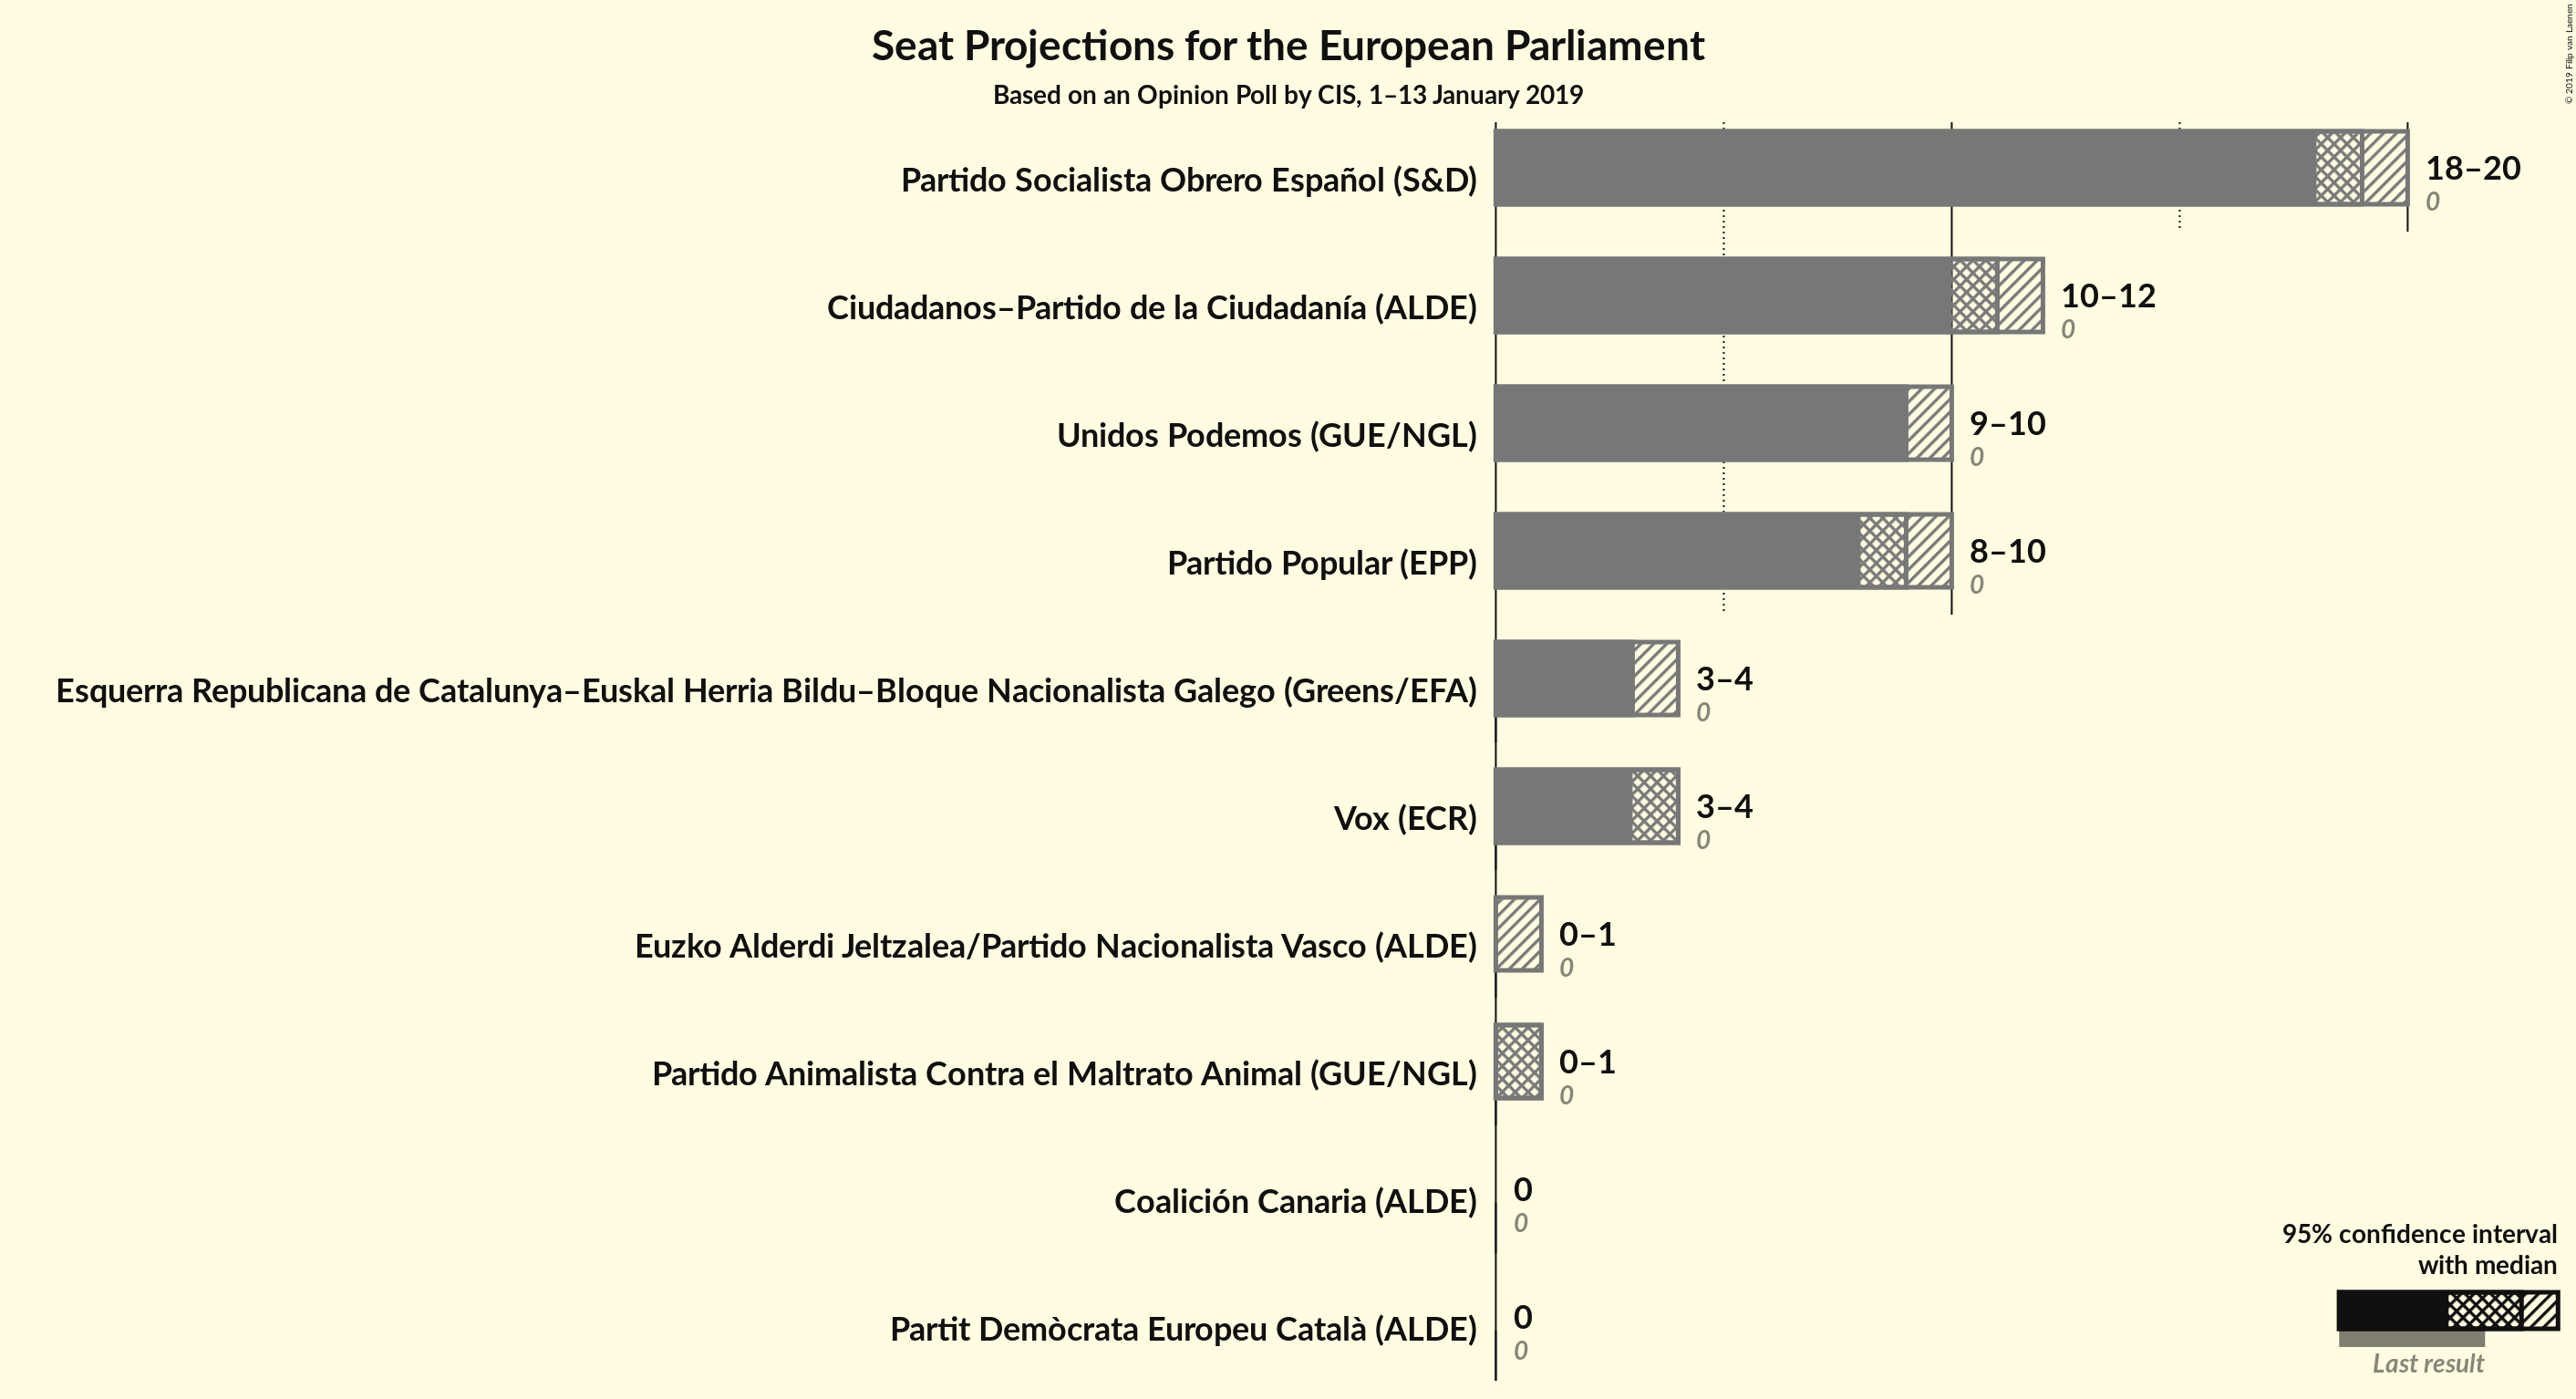 Seat Projections for the European Parliament
Based on an Opinion Poll by CIS, 1–13 January 2019
© 2019 Filip van Laenen
Partido Socialista Obrero Español (S&D)
18–20
0
Ciudadanos–Partido de la Ciudadanía (ALDE)
10–12
0
Unidos Podemos (GUE/NGL)
9–10
0
Partido Popular (EPP)
8–10
0
Esquerra Republicana de Catalunya–Euskal Herria Bildu–Bloque Nacionalista Galego (Greens/EFA)
3–4
0
Vox (ECR)
3–4
0
Euzko Alderdi Jeltzalea/Partido Nacionalista Vasco (ALDE)
0–1
0
Partido Animalista Contra el Maltrato Animal (GUE/NGL)
0–1
0
Coalición Canaria (ALDE)
0
0
Partit Demòcrata Europeu Català (ALDE)
0
0
95% confidence interval
with median
Last result